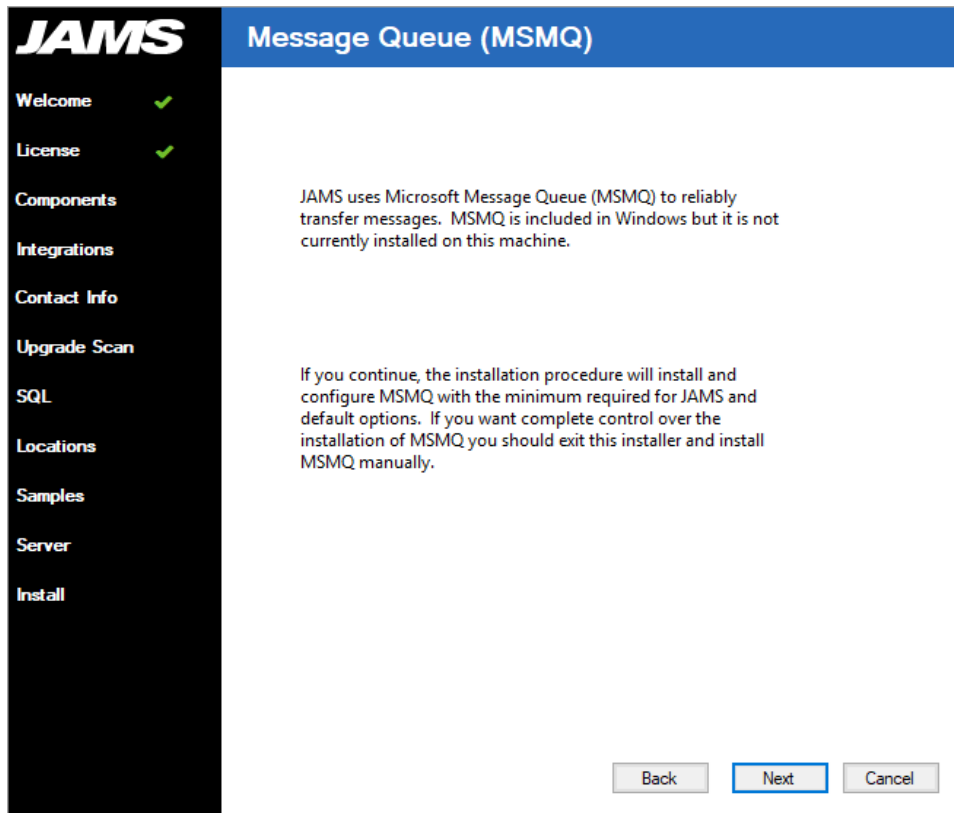 JAMS
Message Queue (MSMQ)
Welcome
License
Components
Integrations
Contact Info
Upgrade Scan
SQL
Locations
Samples
Server
Install
JAMS uses Microsoft Message Queue (MSMQ) to reliably
transfer messages.  MSMQ is included in Windows but it is not
currently installed on this machine.
If you continue, the installation procedure will install and
configure MSMQ with the minimum required for JAMS and
default options.  If you want complete control over the
installation of MSMQ you should exit this installer and install
MSMQ manually.
Back
Next
Cancel